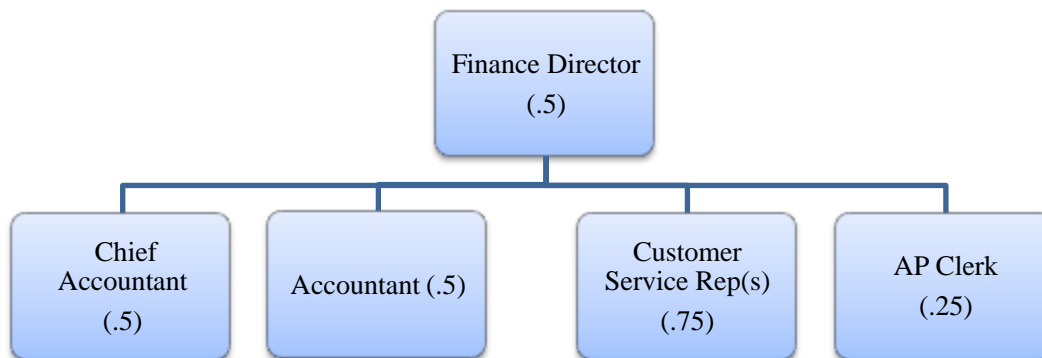 Finance Director
(.5)
Chief
Accountant
(.5)
Accountant (.5)
Customer
Service Rep(s)
(.75)
AP Clerk
(.25)